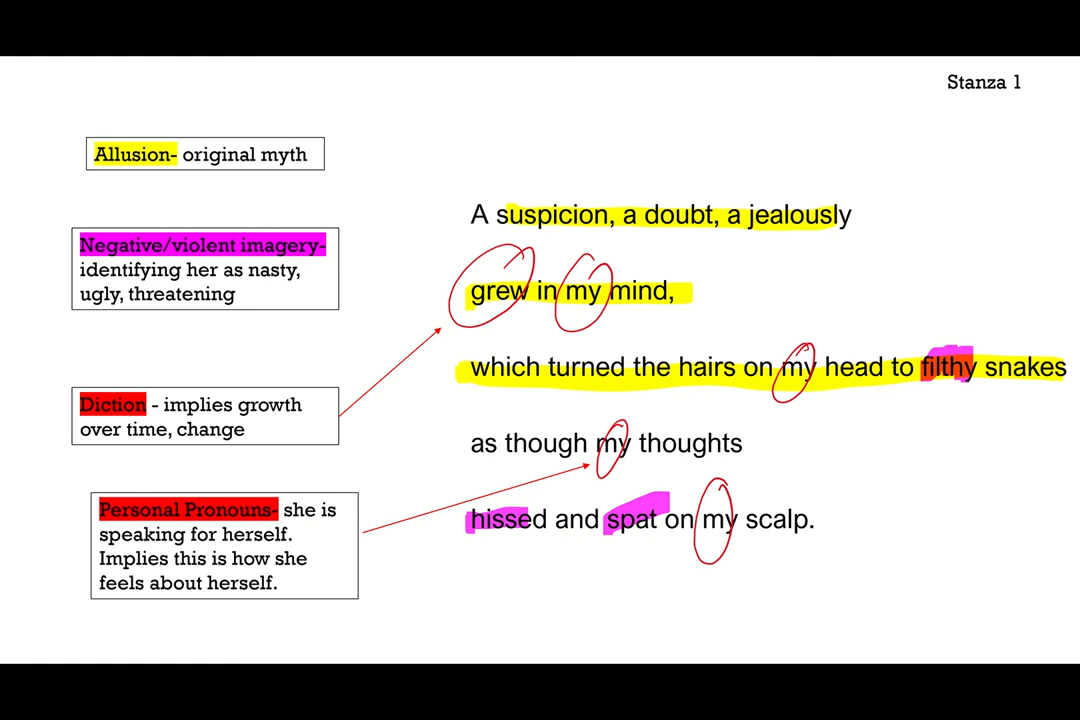 Stanza 1
Allusion- original myth
Negative/violent imagery-
identifying her as nasty,
ugly, threatening
Diction - implies growth
over time, change
Personal Pronouns- she is
speaking for herself.
Implies this is how she
feels about herself.
A suspicion, a doubt, a jealously
grew in my mind,
which turned the hairs on my head to filthy snakes
as though my thoughts
hissed and spat on my scalp.